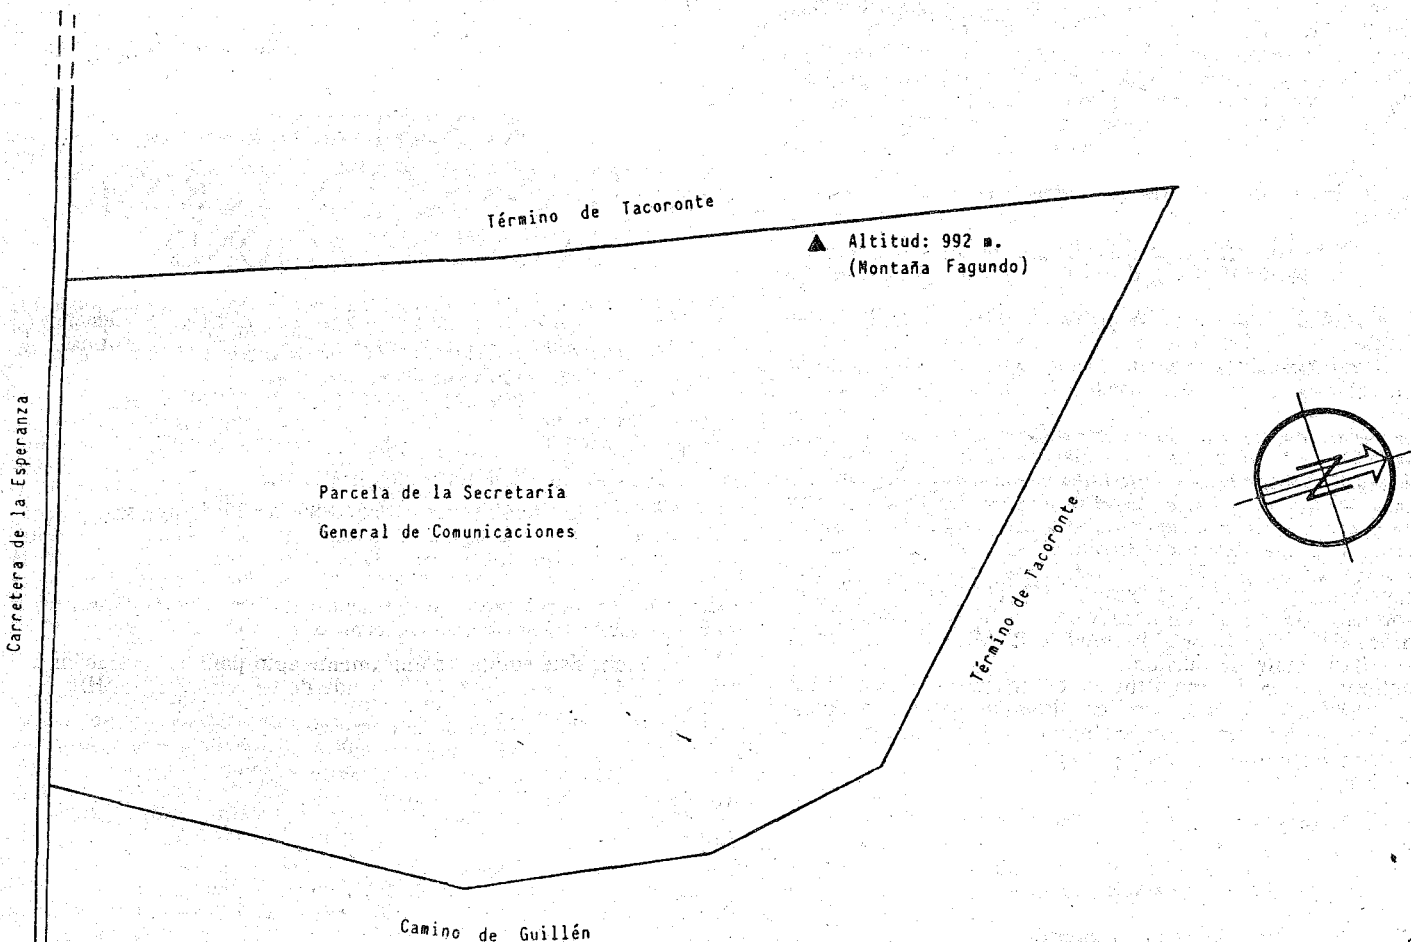 Término de Tacoronte
Altitud: 992 m.
(Montaña Fagundo)
Carretera de la Esperanza
Parcela de la Secretaría
General de Comunicaciones
Término de Tacoronte
Camino de Guillén